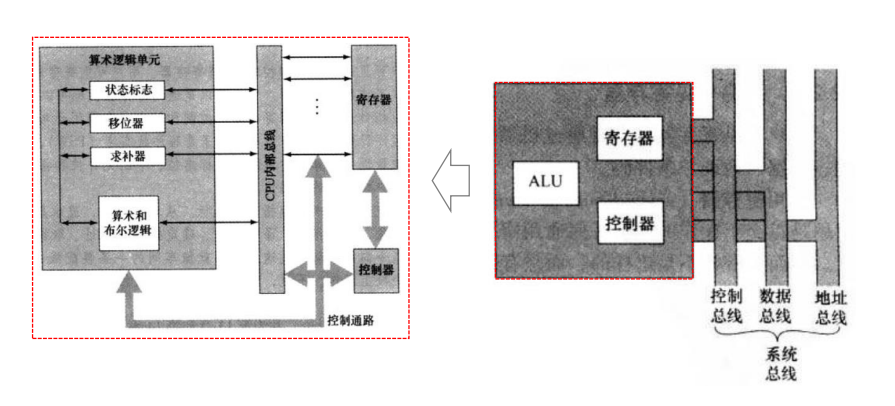 算术逻辑单元
状态标志
移位器
求补器
算术和
布尔逻辑
CPU内部总线
⋯
寄存器
控制器
控制通路
ALU
寄存器
控制器
控制
总线
数据
总线
地址
总线
系统
总线